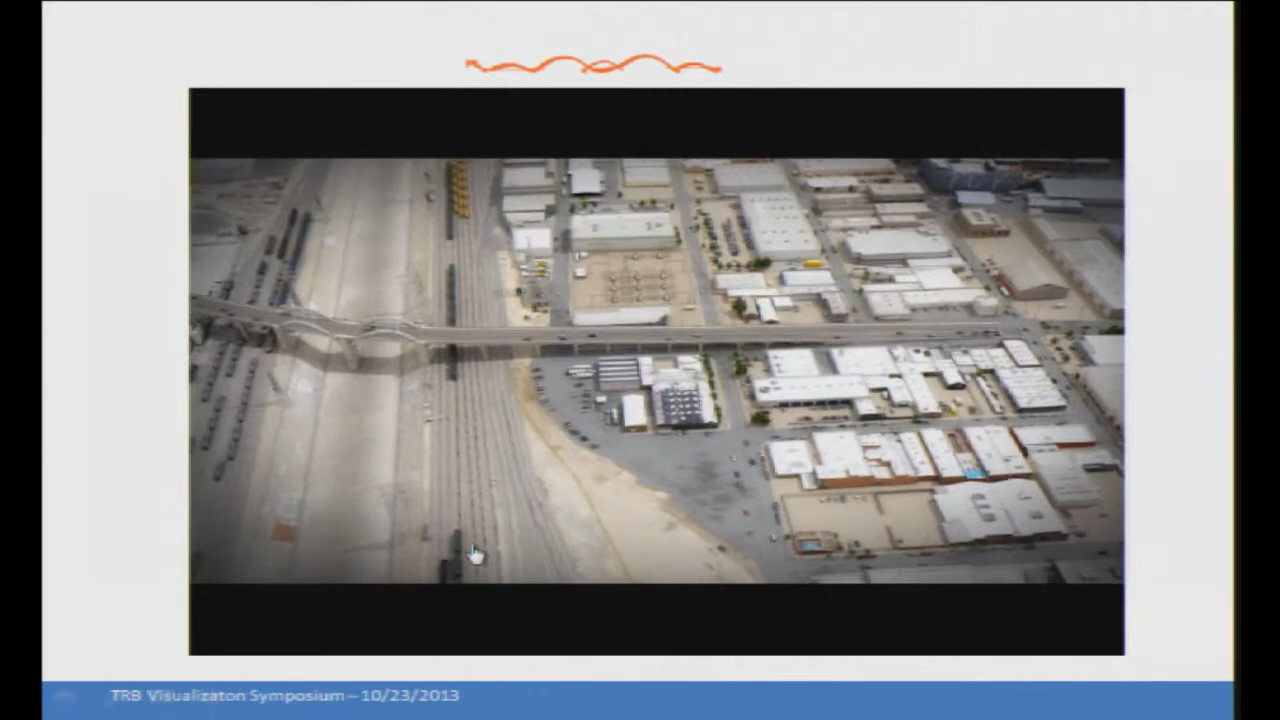 TRB Visualizaton Symposium – 10/23/2013